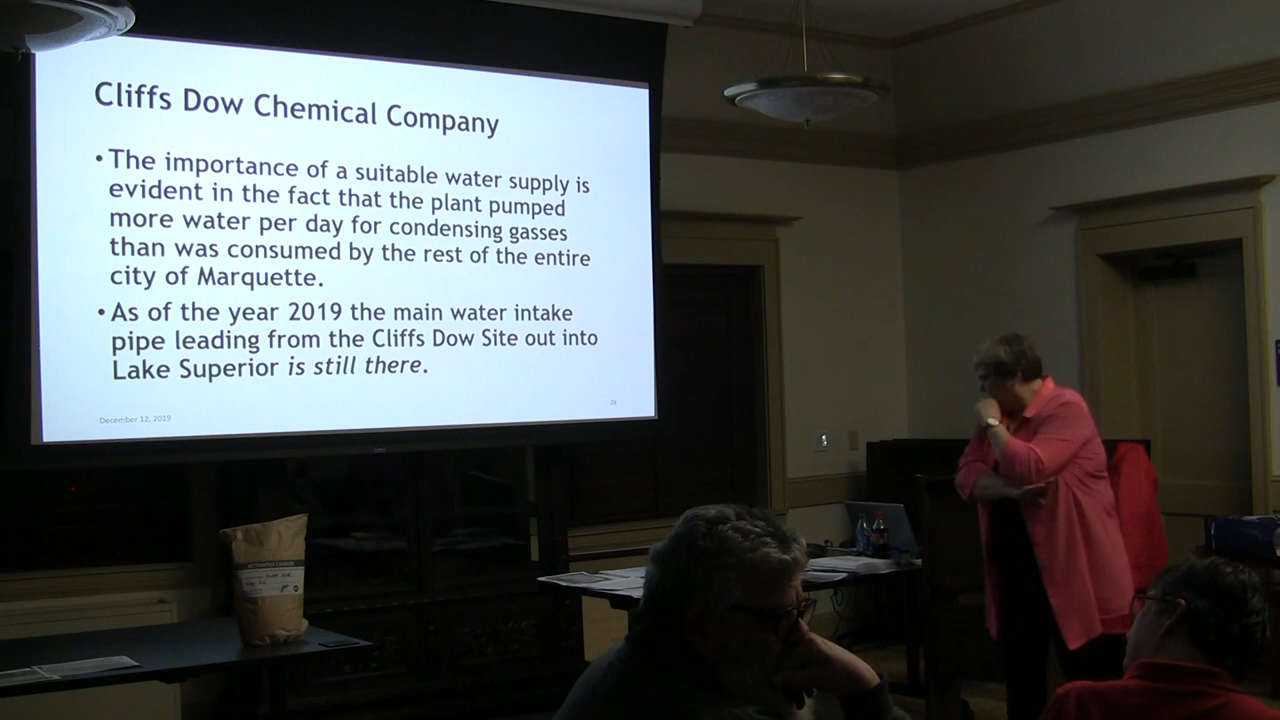 Cliffs Dow Chemical Company
• The importance of a suitable water supply is
evident in the fact that the plant pumped
more water per day for condensing gasses
than was consumed by the rest of the entire
city of Marquette.
• As of the year 2019 the main water intake
pipe leading from the Cliffs Dow Site out into
Lake Superior is still there.
December 12, 2019
28
ACTIVATED CARBON